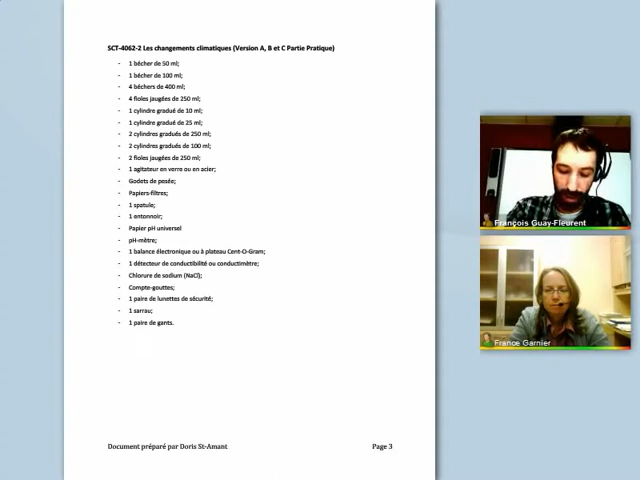 SCT-4062-2 Les changements climatiques (Version A, B et C Partie Pratique)
- 1 bécher de 50 ml;
- 1 bécher de 100 ml;
- 4 béchers de 400 ml;
- 4 fioles jaugées de 250 ml;
- 1 cylindre gradué de 10 ml;
- 1 cylindre gradué de 25 ml;
- 2 cylindres gradués de 250 ml;
- 2 cylindres gradués de 100 ml;
- 2 fioles jaugées de 250 ml;
- 1 agitateur en verre ou en acier;
- Godets de pesée;
- Papiers-filtres;
- 1 spatule;
- 1 entonnoir;
- Papier pH universel
- pH-mètre;
- 1 balance électronique ou à plateau Cent-O-Gram;
- 1 détecteur de conductibilité ou conductimètre;
- Chlorure de sodium (NaCl);
- Compte-gouttes;
- 1 paire de lunettes de sécurité;
- 1 sarrau;
- 1 paire de gants.
Document préparé par Doris St-Amant Page 3
François Guay-Fleurent
France Garnier